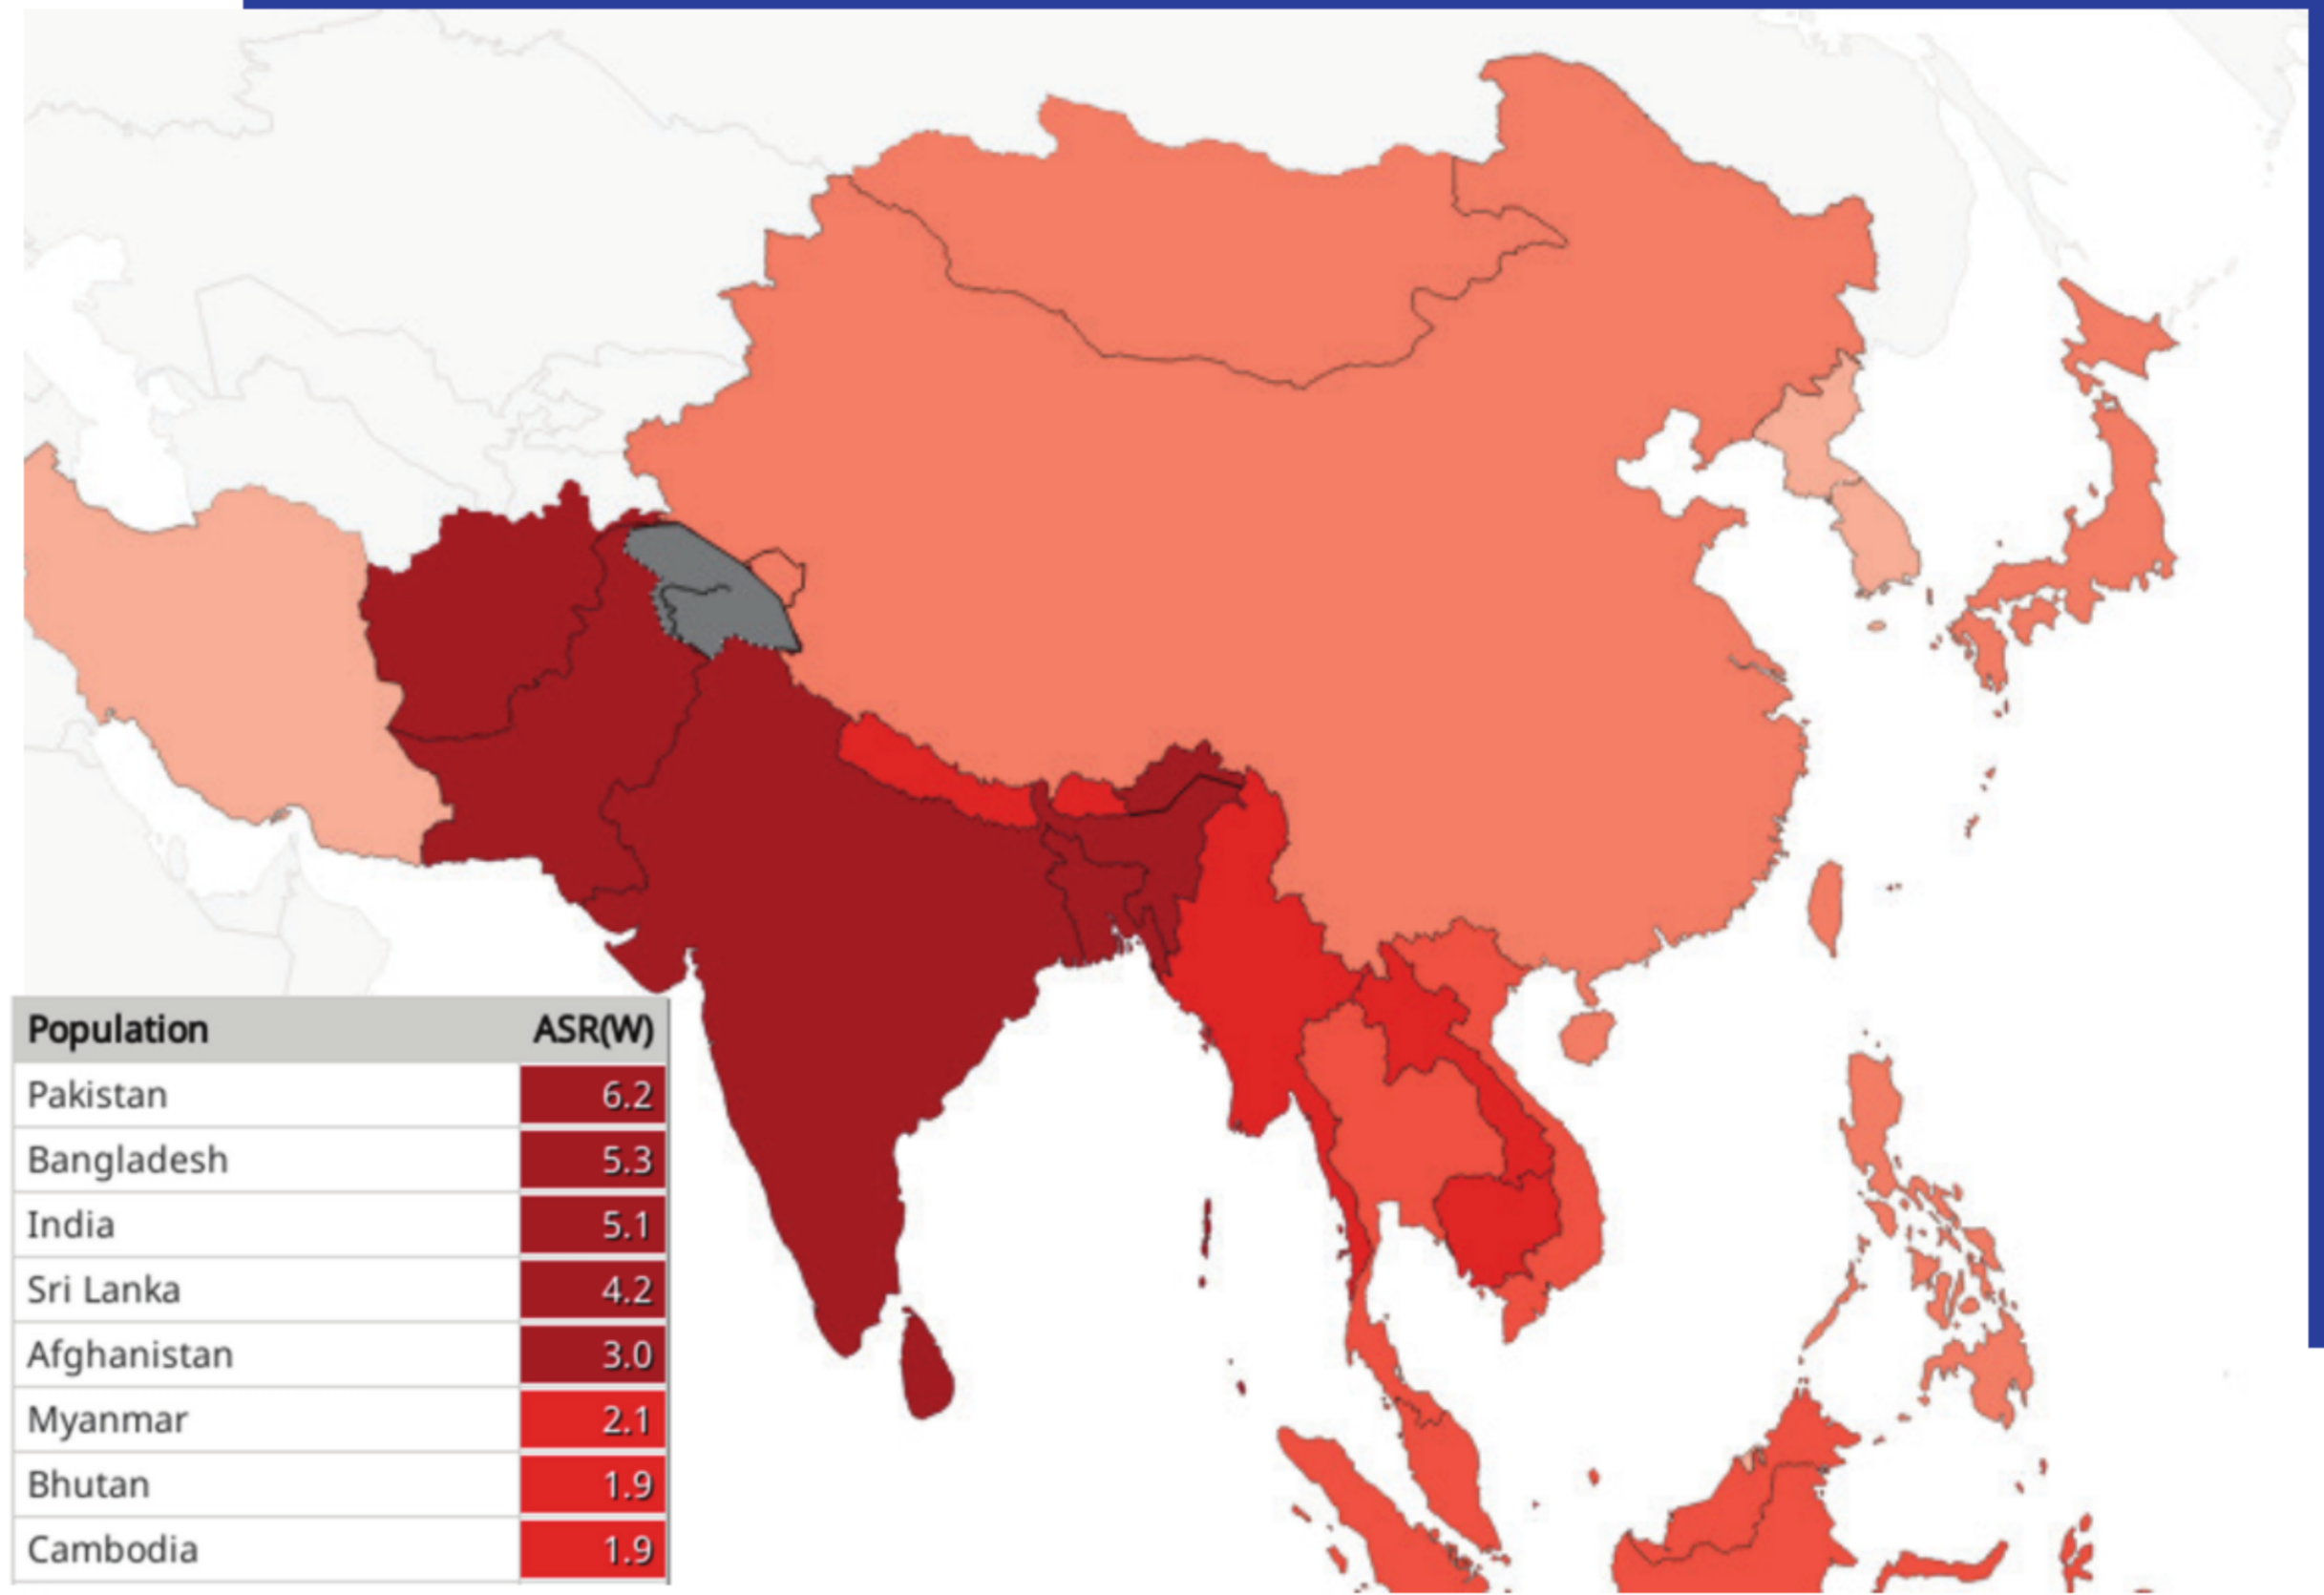 Population ASR(W)
Pakistan 6.2
Bangladesh 5.3
India 5.1
Sri Lanka 4.2
Afghanistan 3.0
Myanmar 2.1
Bhutan 1.9
Cambodia 1.9